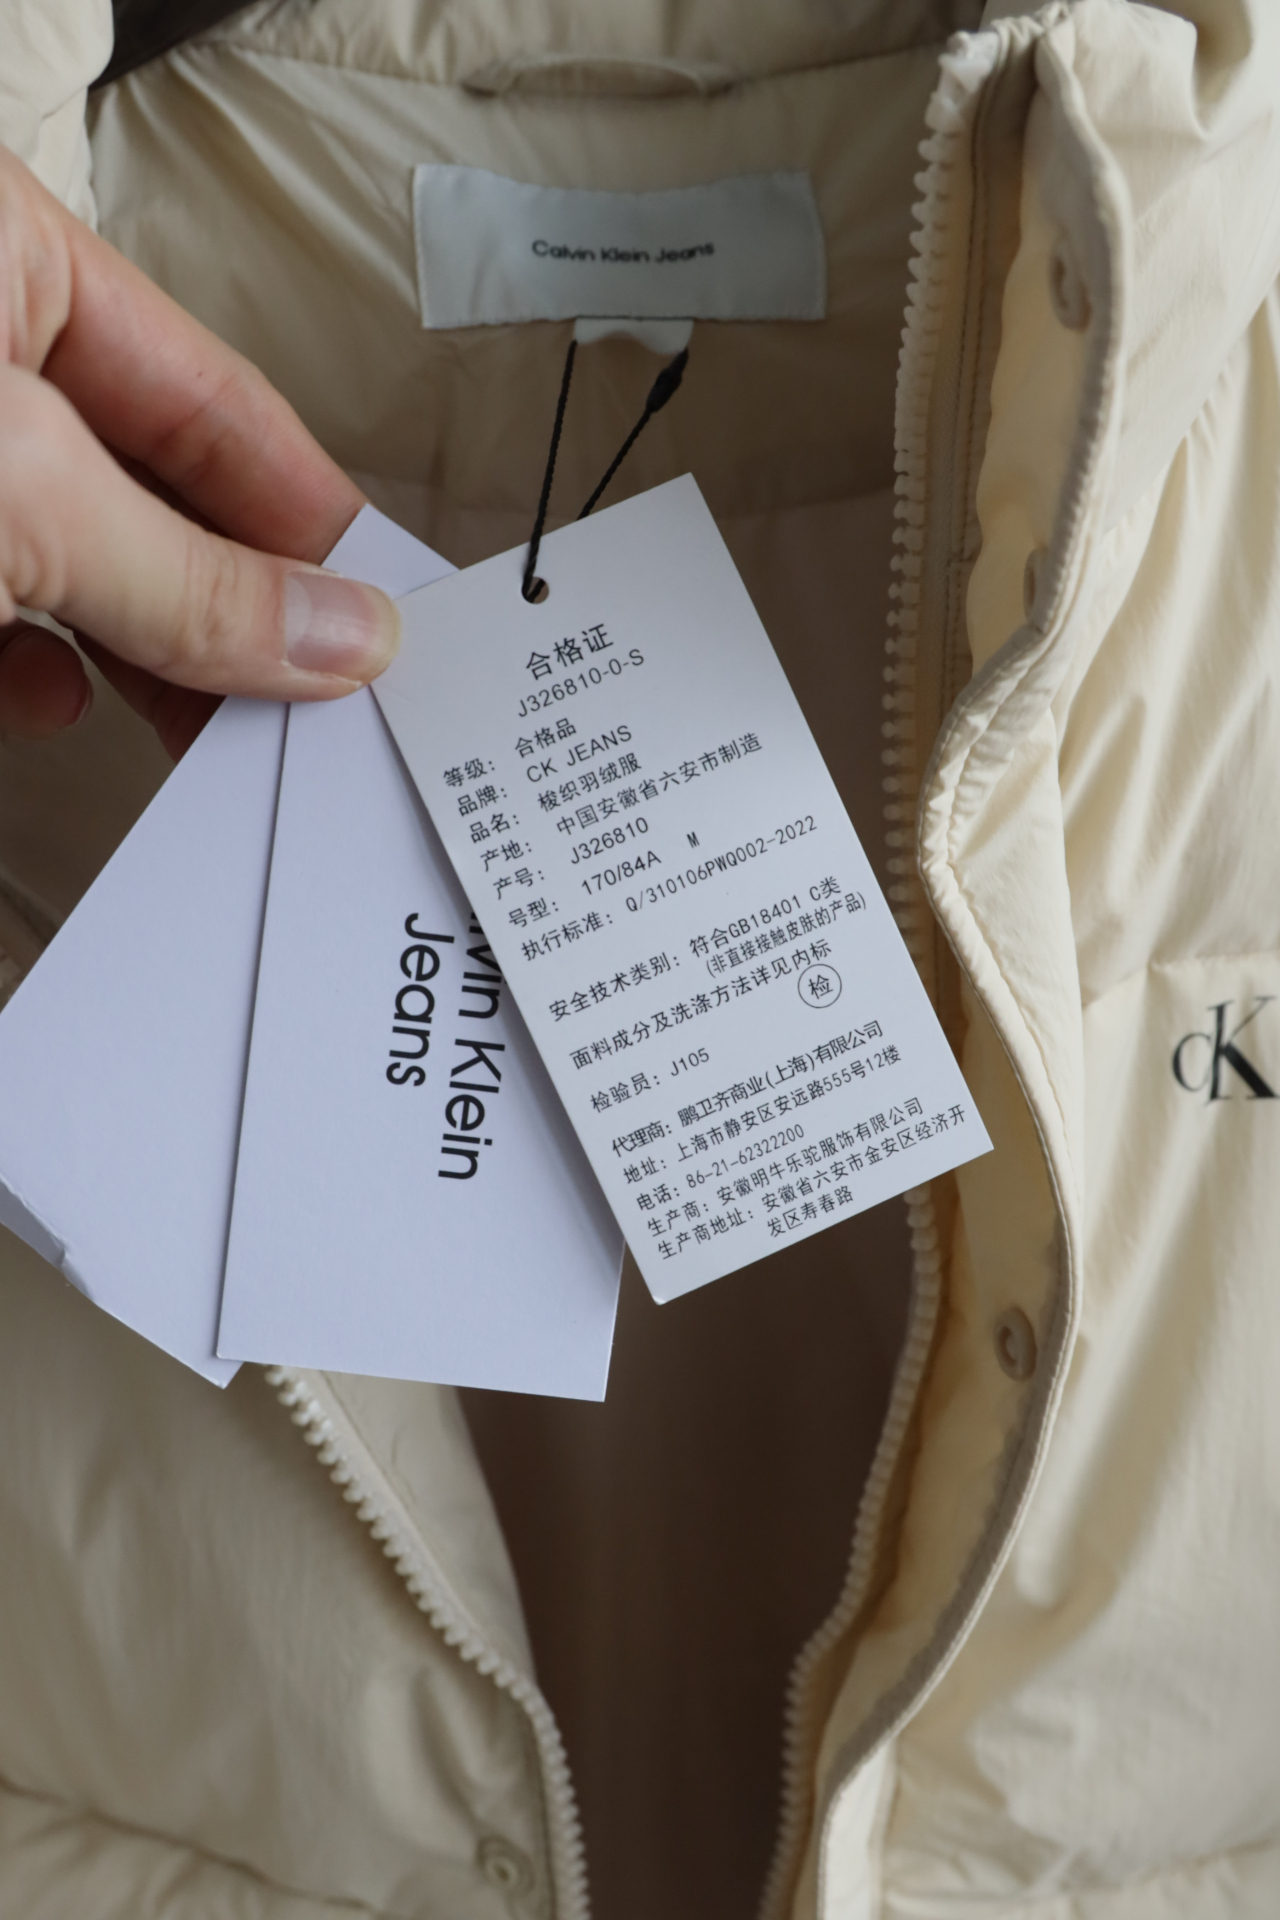 Calvin Klein Jeans
合格证
J326810-0-S
等级: 合格品
品牌: CK JEANS
品名: 梭织羽绒服
产地: 中国安徽省六安市制造
产号: J326810
号型: 170/84A M
执行标准: Q/310106PWQ002-2022
安全技术类别: 符合GB18401 C类
(非直接接触皮肤的产品)
面料成分及洗涤方法详见内标
检
检验员: J105
代理商: 鹏卫齐商业(上海)有限公司
地址: 上海市静安区安远路555号12楼
电话: 86-21-62322200
生产商: 安徽明牛乐驼服饰有限公司
生产商地址: 安徽省六安市金安区经济开
发区寿春路
Klein
Jeans
cK